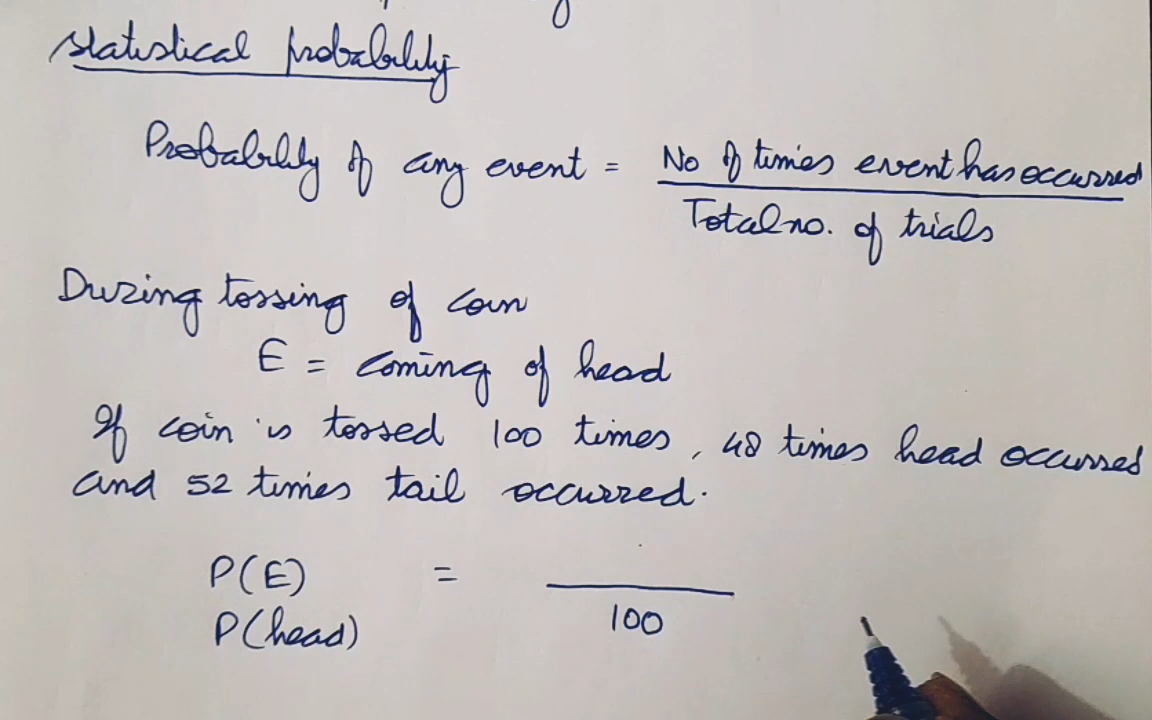 Statistical probability
Probability of any event = No of times event has occurred
Total no. of trials
During tossing of coin
E = coming of head
If coin is tossed 100 times, 48 times head occurred
and 52 times tail occurred.
P(E) =
100
P(head)